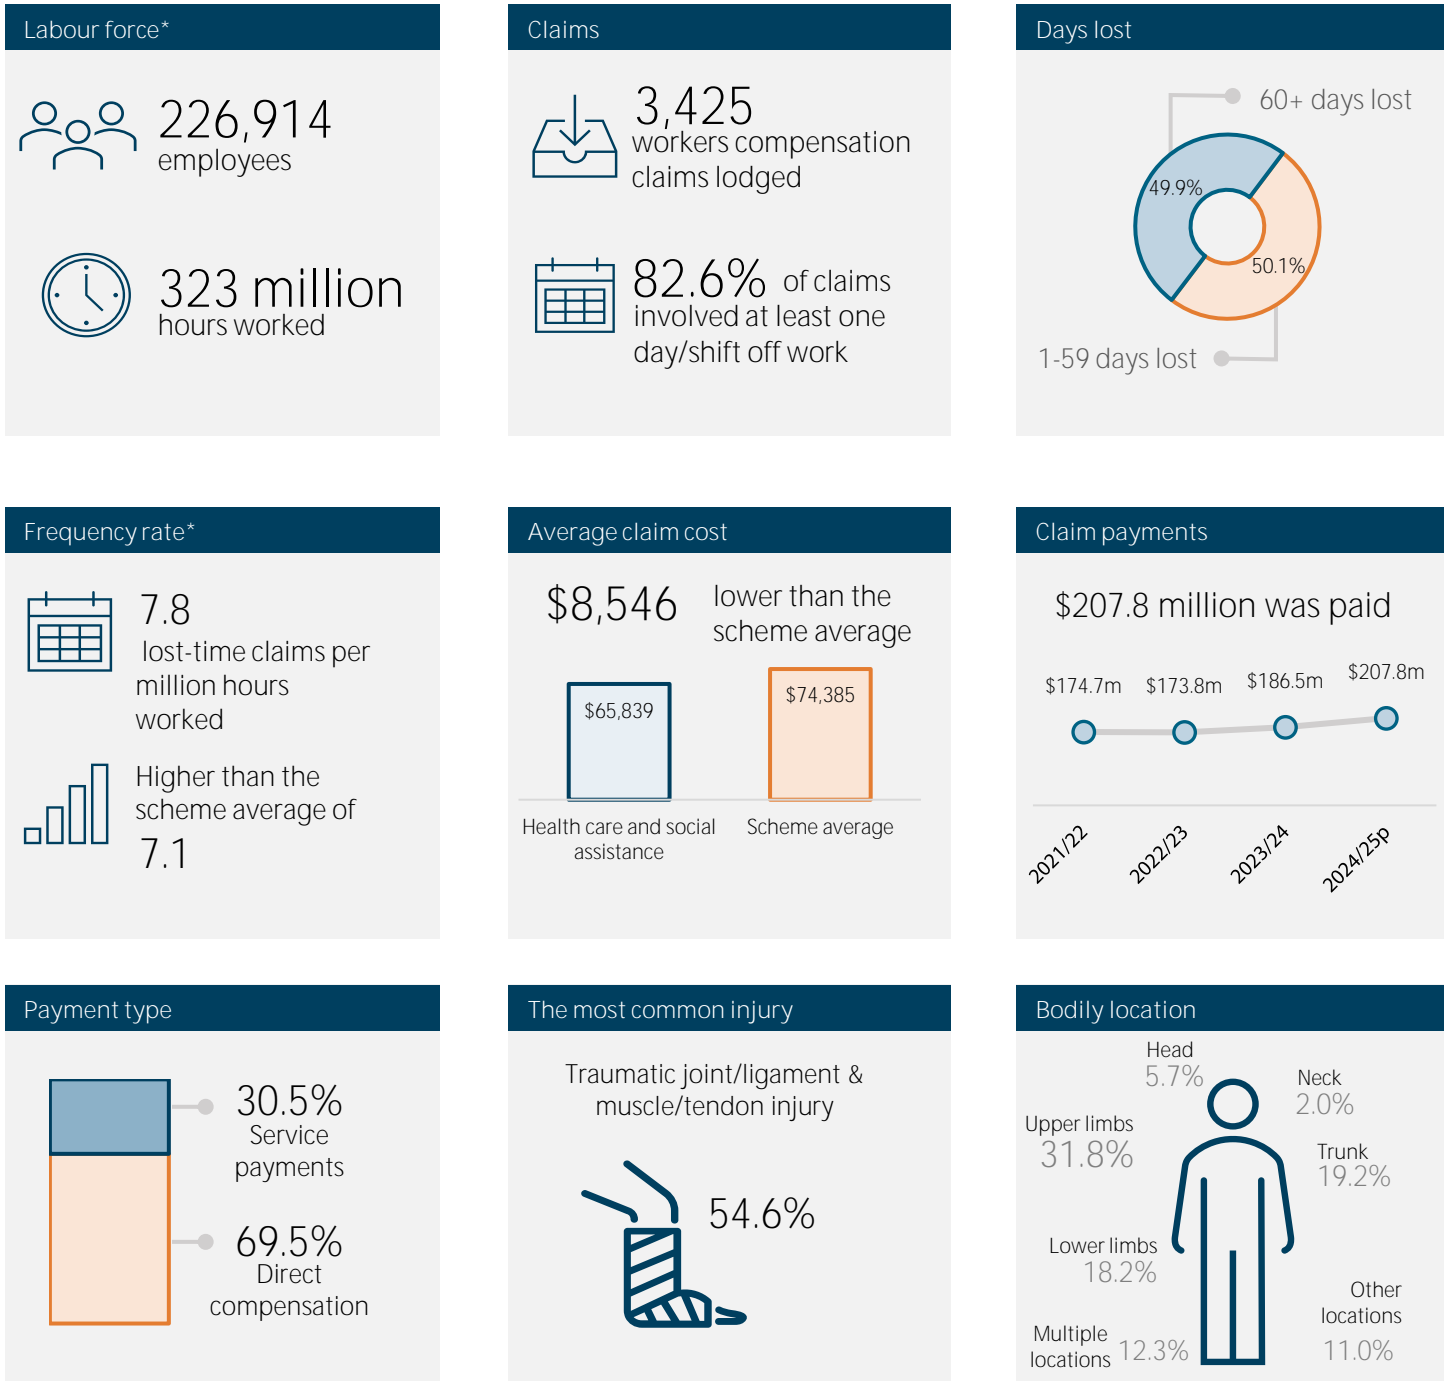 Labour force*
226,914
employees
323 million
hours worked
Claims
3,425
workers compensation
claims lodged
82.6% of claims
involved at least one
day/shift off work
Days lost
60+ days lost
49.9%
50.1%
1-59 days lost
Frequency rate*
7.8
lost-time claims per
million hours
worked
Higher than the
scheme average of
7.1
Average claim cost
$8,546
lower than the
scheme average
$65,839
$74,385
Health care and social
assistance
Scheme average
Claim payments
$207.8 million was paid
$174.7m
$173.8m
$186.5m
$207.8m
2021/22
2022/23
2023/24
2024/25p
Payment type
30.5%
Service
payments
69.5%
Direct
compensation
The most common injury
Traumatic joint/ligament &
muscle/tendon injury
54.6%
Bodily location
Head
5.7%
Neck
2.0%
Upper limbs
31.8%
Trunk
19.2%
Lower limbs
18.2%
Other
locations
11.0%
Multiple
locations
12.3%